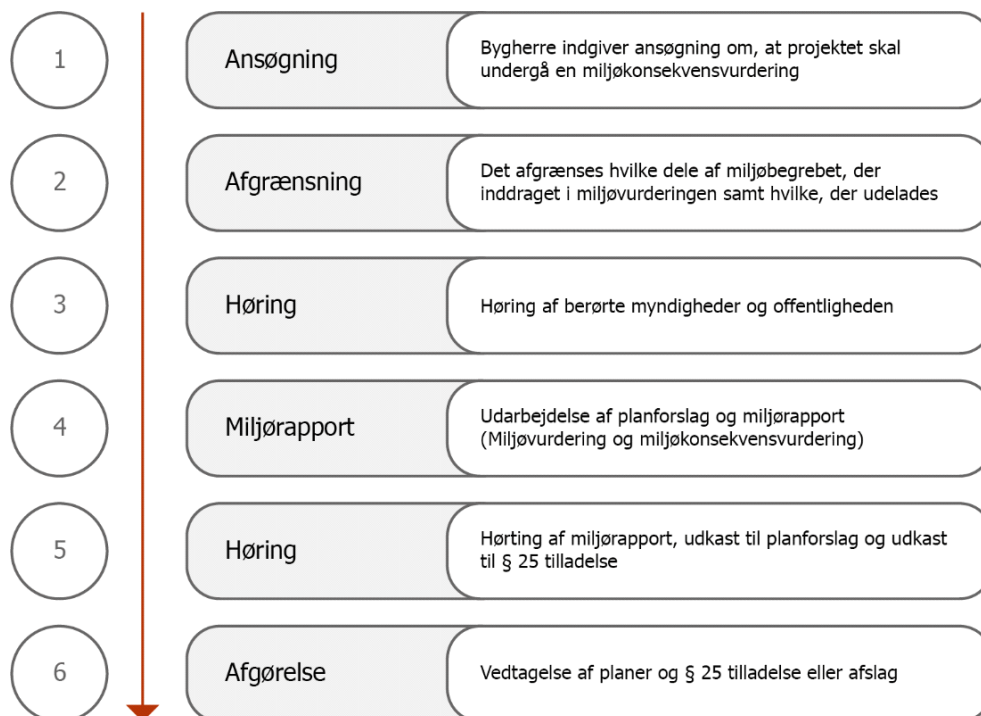 1
Ansøgning
Bygherre indgiver ansøgning om, at projektet skal
undergå en miljøkonsekvensvurdering
2
Afgrænsning
Det afgrænses hvilke dele af miljøbegrebet, der
inddraget i miljøvurderingen samt hvilke, der udelades
3
Høring
Høring af berørte myndigheder og offentligheden
4
Miljørapport
Udarbejdelse af planforslag og miljørapport
(Miljøvurdering og miljøkonsekvensvurdering)
5
Høring
Hørting af miljørapport, udkast til planforslag og udkast
til § 25 tilladelse
6
Afgørelse
Vedtagelse af planer og § 25 tilladelse eller afslag